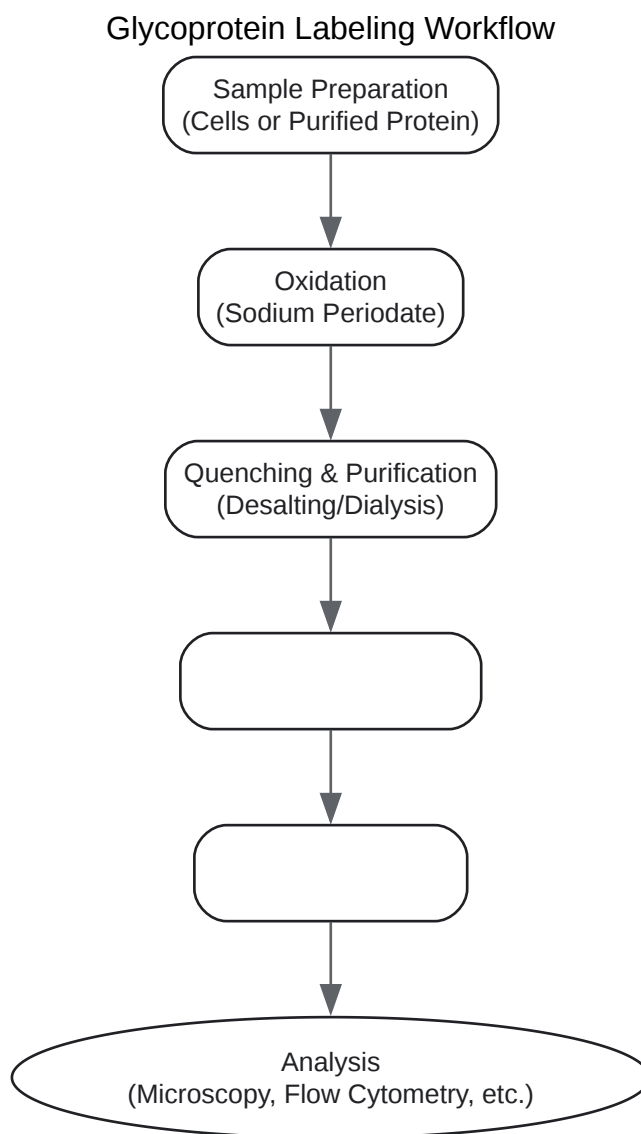 Glycoprotein Labeling Workflow
Sample Preparation
(Cells or Purified Protein)
Oxidation
(Sodium Periodate)
Quenching & Purification
(Desalting/Dialysis)
Analysis
(Microscopy, Flow Cytometry, etc.)